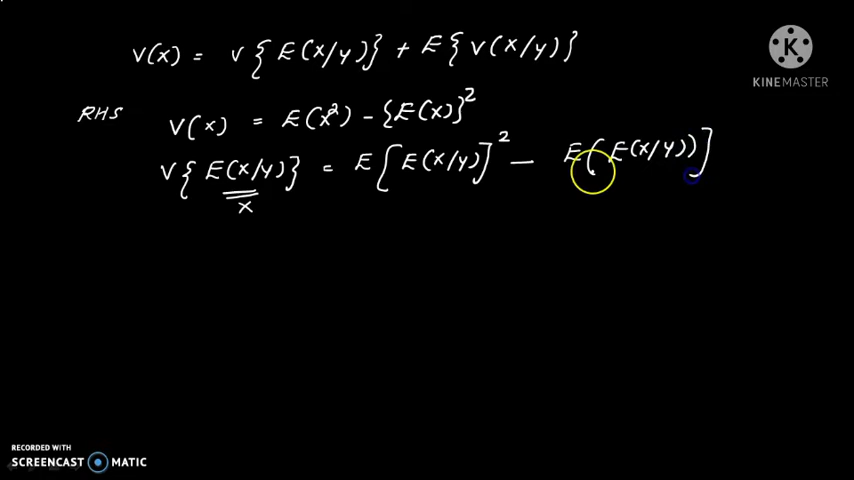 V(x) = V{E(x/y)} + E{V(x/y)}
RHS V(x) = E(x²) - {E(x)}²
V{E(x/y)} = E[E(x/y)]² - E(E(x/y))]
x
K
KINEMASTER
RECORDED WITH
SCREENCAST MATIC